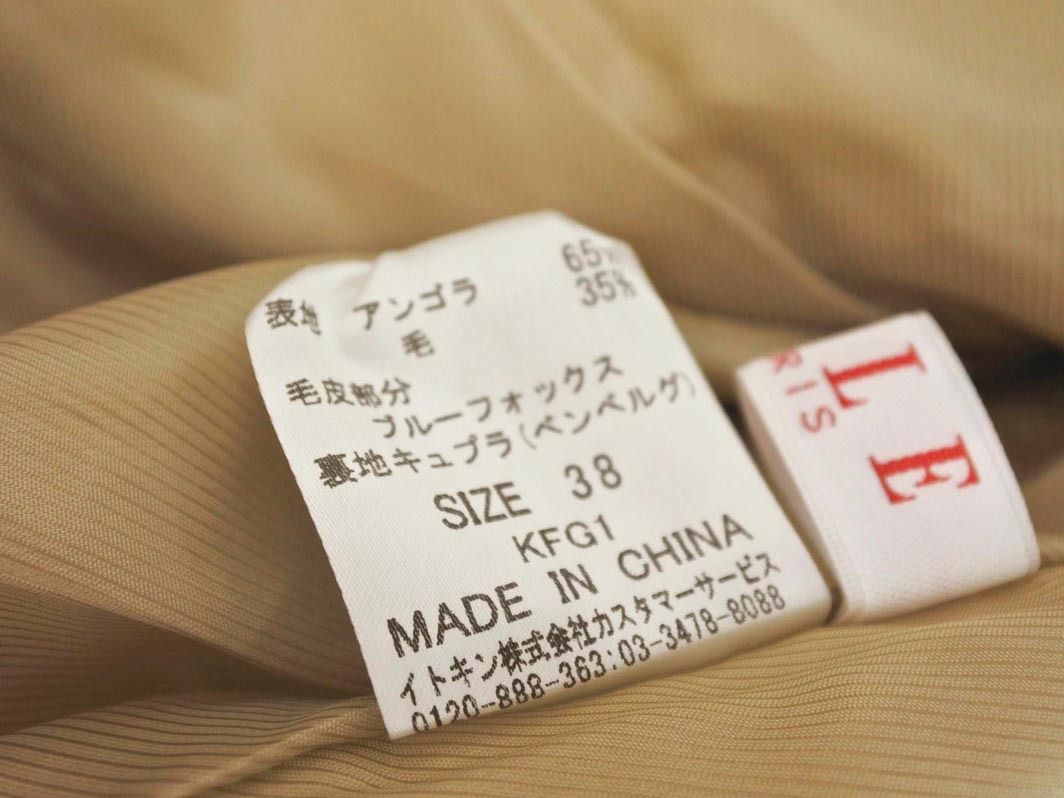 表地 アンゴラ 65%
毛 35%
毛皮部分
ブルーフォックス
裏地キュプラ(ベンベルグ)
SIZE 38
KFG1
MADE IN CHINA
イトキン株式会社カスタマーサービス
0120-888-363:03-3478-8088
L E
RIS